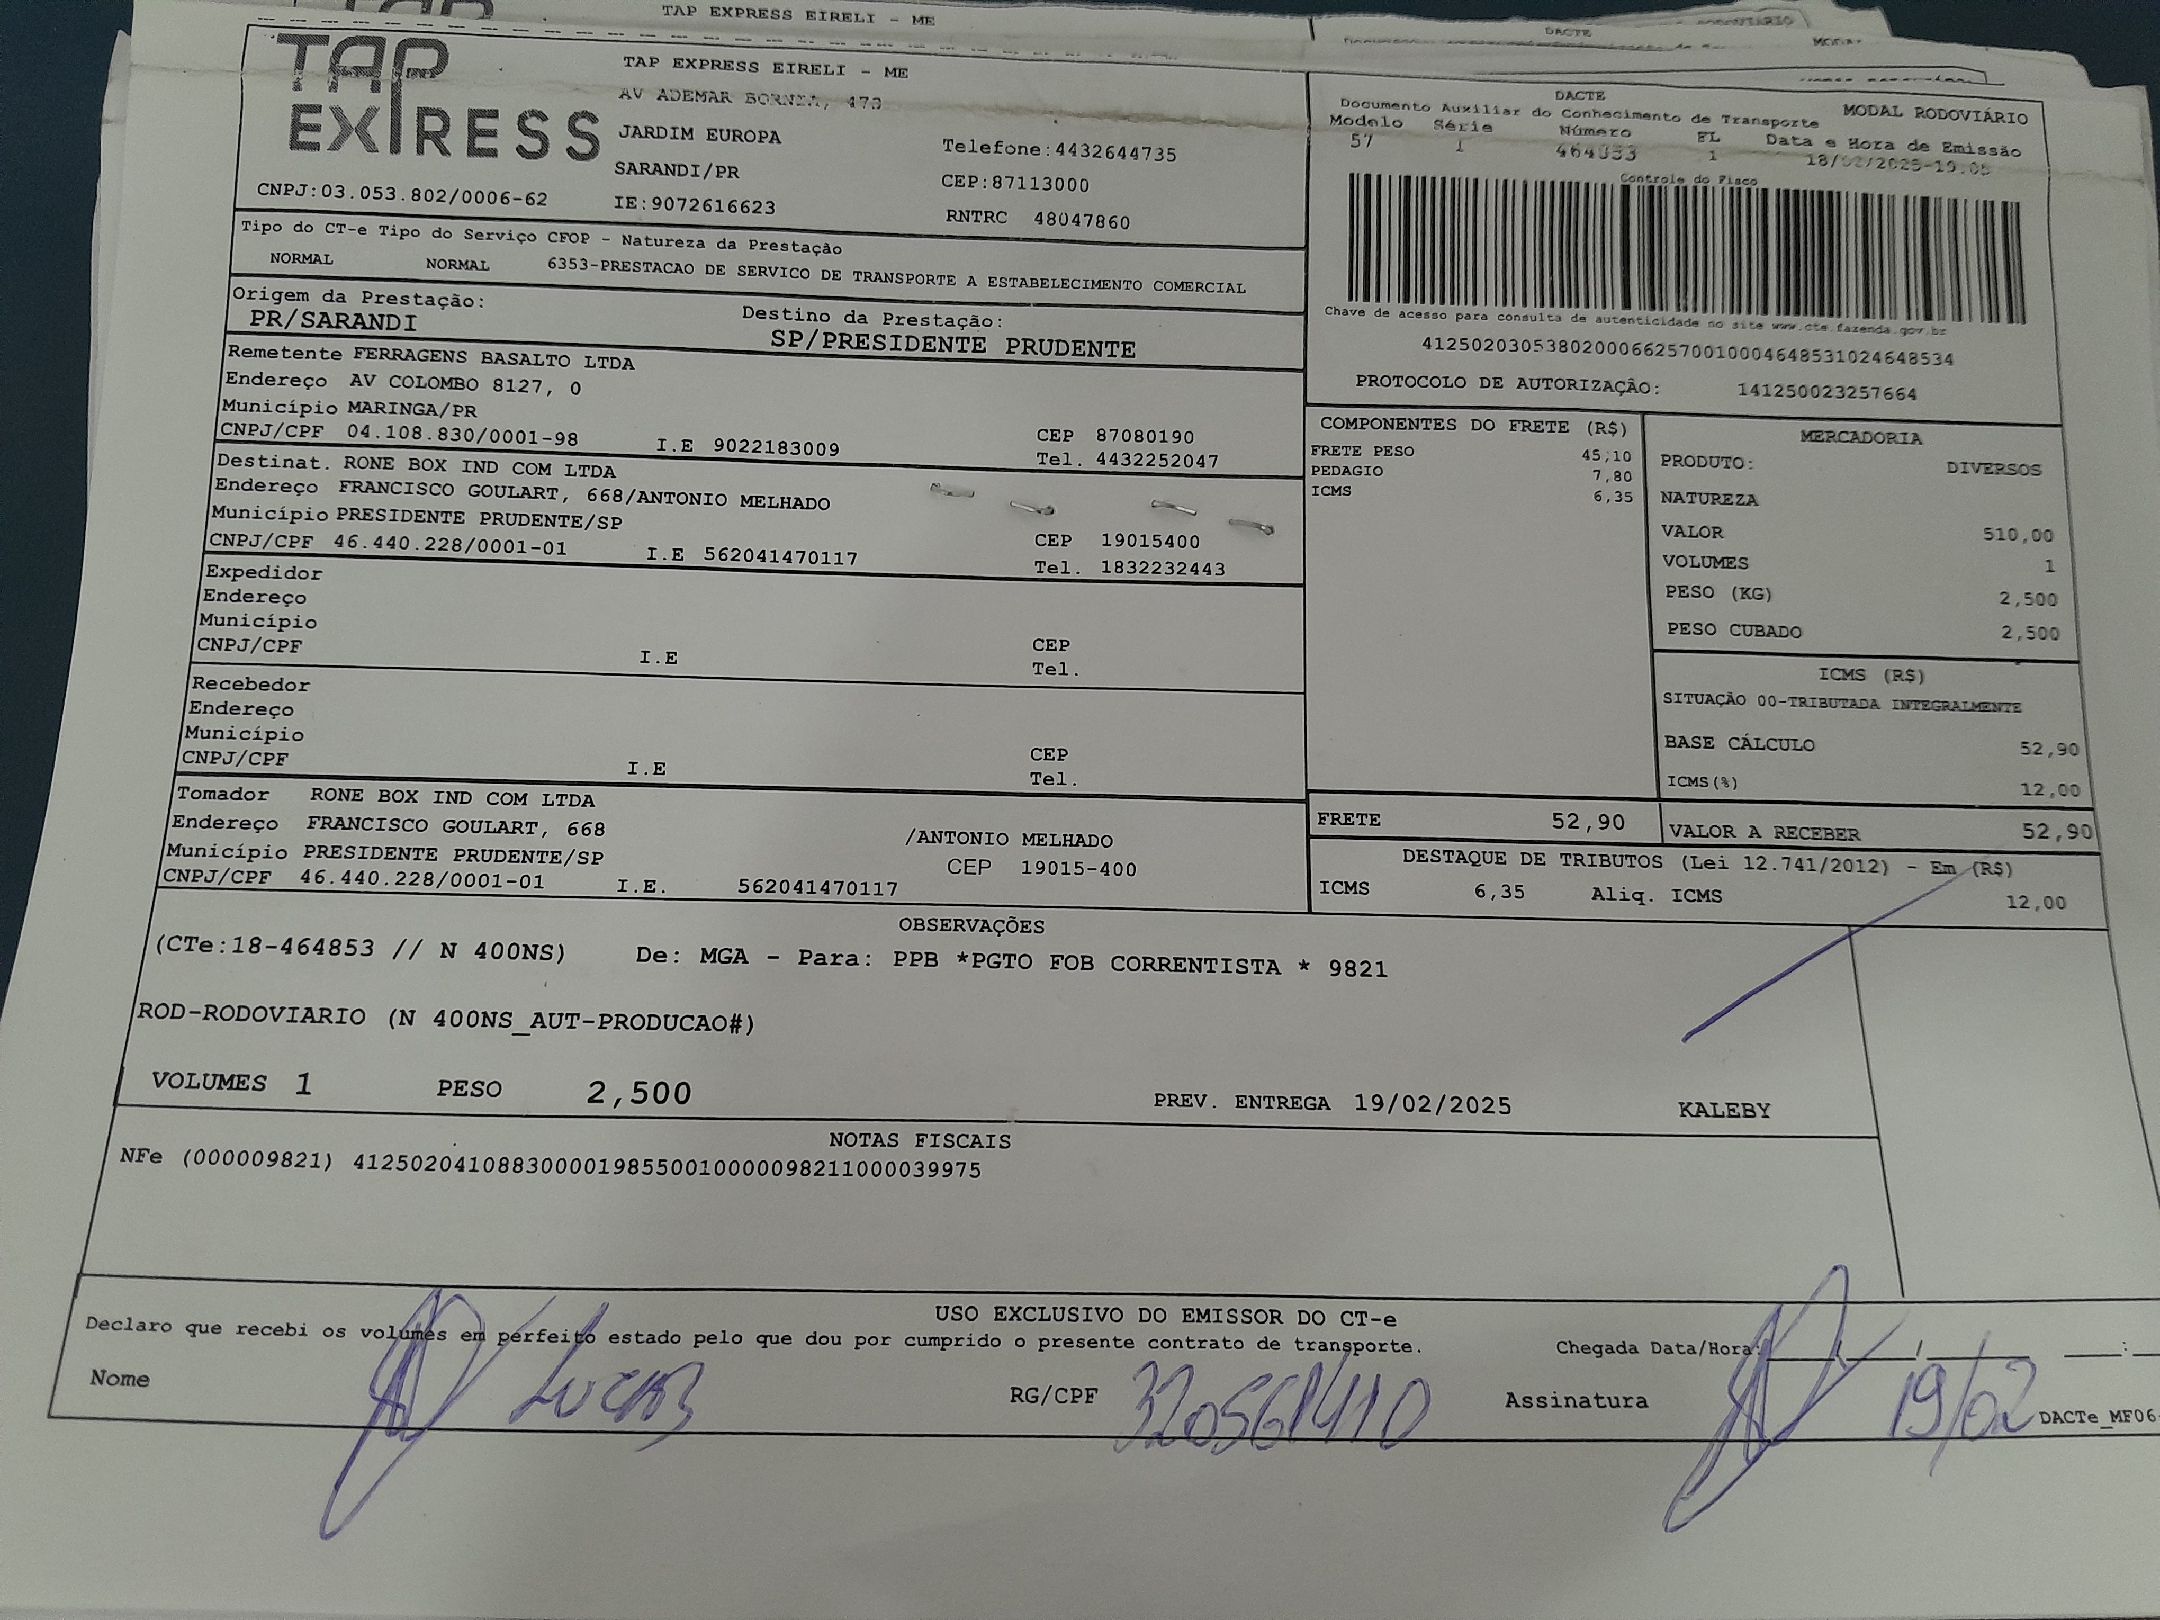 TAP EXPRESS EIRELI - ME
DACTE
TAP
EXPRESS
CNPJ:03.053.802/0006-62
TAP EXPRESS EIRELI - ME
AV ADEMAR BORNIA, 473
JARDIM EUROPA
SARANDI/PR
IE:9072616623
Telefone:4432644735
CEP:87113000
RNTRC 48047860
DACTE
Documento Auxiliar do Conhecimento de Transporte
MODAL RODOVIÁRIO
Modelo Série Número FL Data e Hora de Emissão
57 1 464853 1 18/02/2025-19:05
Controle do Fisco
Chave de acesso para consulta de autenticidade no site www.cte.fazenda.gov.br
41250203053802000662570010004648531024648534
PROTOCOLO DE AUTORIZAÇÃO: 141250023257664
Tipo do CT-e Tipo do Serviço CFOP - Natureza da Prestação
NORMAL NORMAL 6353-PRESTACAO DE SERVICO DE TRANSPORTE A ESTABELECIMENTO COMERCIAL
Origem da Prestação:
PR/SARANDI
Destino da Prestação:
SP/PRESIDENTE PRUDENTE
Remetente FERRAGENS BASALTO LTDA
Endereço AV COLOMBO 8127, 0
Município MARINGA/PR
CNPJ/CPF 04.108.830/0001-98 I.E 9022183009
CEP 87080190
Tel. 4432252047
Destinat. RONE BOX IND COM LTDA
Endereço FRANCISCO GOULART, 668/ANTONIO MELHADO
Município PRESIDENTE PRUDENTE/SP
CNPJ/CPF 46.440.228/0001-01 I.E 562041470117
CEP 19015400
Tel. 1832232443
Expedidor
Endereço
Município
CNPJ/CPF I.E
CEP
Tel.
Recebedor
Endereço
Município
CNPJ/CPF I.E
CEP
Tel.
Tomador RONE BOX IND COM LTDA
Endereço FRANCISCO GOULART, 668 /ANTONIO MELHADO
Município PRESIDENTE PRUDENTE/SP CEP 19015-400
CNPJ/CPF 46.440.228/0001-01 I.E. 562041470117
COMPONENTES DO FRETE (R$)
FRETE PESO 45,10
PEDAGIO 7,80
ICMS 6,35
MERCADORIA
PRODUTO: DIVERSOS
NATUREZA
VALOR 510,00
VOLUMES 1
PESO (KG) 2,500
PESO CUBADO 2,500
ICMS (R$)
SITUAÇÃO 00-TRIBUTADA INTEGRALMENTE
BASE CÁLCULO 52,90
ICMS(%) 12,00
FRETE 52,90
VALOR A RECEBER 52,90
DESTAQUE DE TRIBUTOS (Lei 12.741/2012) - Em (R$)
ICMS 6,35 Aliq. ICMS 12,00
OBSERVAÇÕES
(CTe:18-464853 // N 400NS) De: MGA - Para: PPB *PGTO FOB CORRENTISTA * 9821
ROD-RODOVIARIO (N 400NS_AUT-PRODUCAO#)
VOLUMES 1 PESO 2,500 PREV. ENTREGA 19/02/2025 KALEBY
NOTAS FISCAIS
NFe (000009821) 41250204108830000198550010000098211000039975
USO EXCLUSIVO DO EMISSOR DO CT-e
Declaro que recebi os volumes em perfeito estado pelo que dou por cumprido o presente contrato de transporte.
Chegada Data/Hora: / / :
Nome Lucas RG/CPF 320561410 Assinatura 19/02
DACTe_MF06